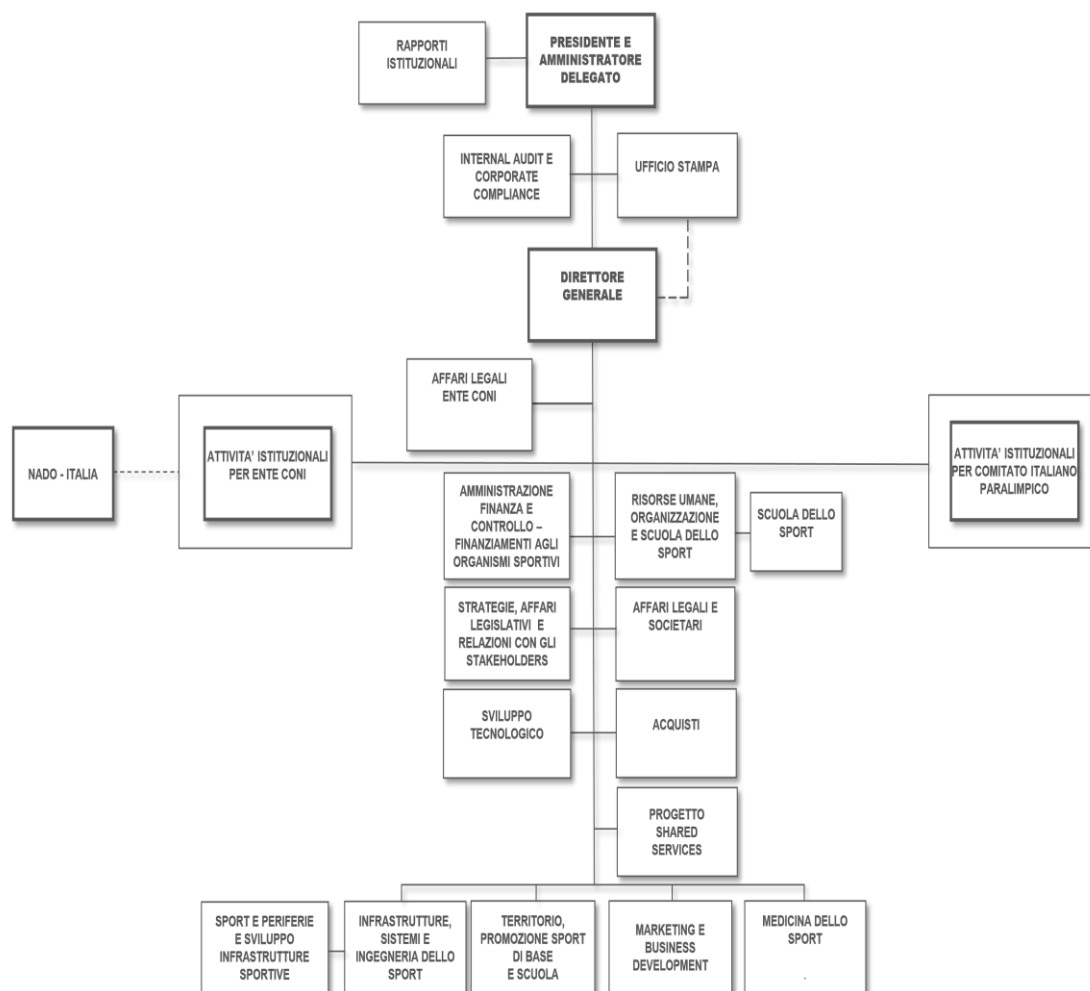 RAPPORTI
ISTITUZIONALI
PRESIDENTE E
AMMINISTRATORE
DELEGATO
INTERNAL AUDIT E
CORPORATE
COMPLIANCE
UFFICIO STAMPA
DIRETTORE
GENERALE
AFFARI LEGALI
ENTE CONI
NADO - ITALIA
ATTIVITA' ISTITUZIONALI
PER ENTE CONI
ATTIVITA' ISTITUZIONALI
PER COMITATO ITALIANO
PARALIMPICO
AMMINISTRAZIONE
FINANZA E
CONTROLLO –
FINANZIAMENTI AGLI
ORGANISMI SPORTIVI
RISORSE UMANE,
ORGANIZZAZIONE
E SCUOLA DELLO
SPORT
SCUOLA DELLO
SPORT
STRATEGIE, AFFARI
LEGISLATIVI E
RELAZIONI CON GLI
STAKEHOLDERS
AFFARI LEGALI E
SOCIETARI
SVILUPPO
TECNOLOGICO
ACQUISTI
PROGETTO
SHARED
SERVICES
SPORT E PERIFERIE
E SVILUPPO
INFRASTRUTTURE
SPORTIVE
INFRASTRUTTURE,
SISTEMI E
INGEGNERIA DELLO
SPORT
TERRITORIO,
PROMOZIONE SPORT
DI BASE
E SCUOLA
MARKETING E
BUSINESS
DEVELOPMENT
MEDICINA DELLO
SPORT
.